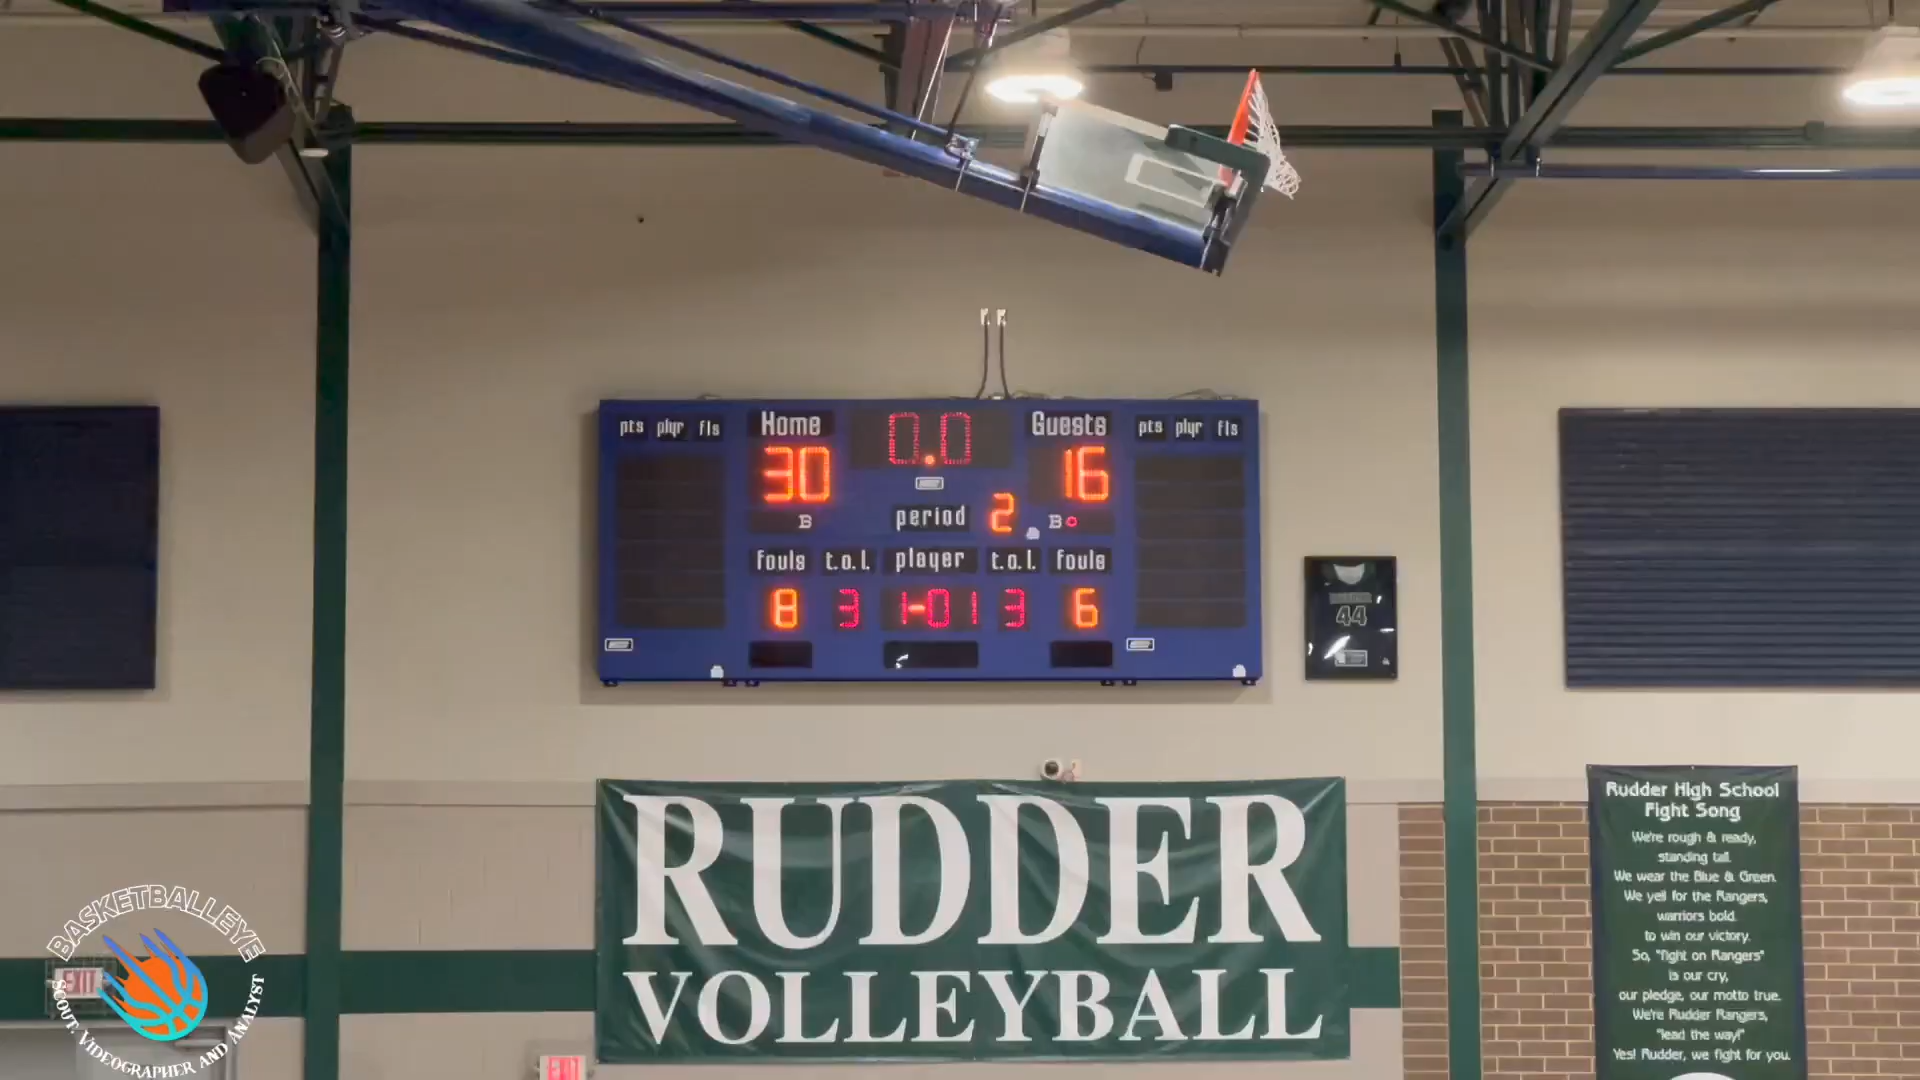 pts plyr fls
Home
0.0
Guests
pts plyr fls
30
16
B
period 2
B
fouls t.o.l. player t.o.l. fouls
8 3 1-01 3 6
44
RUDDER
VOLLEYBALL
Rudder High School
Fight Song
We're rough & ready,
standing tall.
We wear the Blue & Green.
We yell for the Rangers,
warriors bold.
to win our victory.
So, "fight on Rangers"
is our cry,
our pledge, our motto true.
We're Rudder Rangers,
"lead the way!"
Yes! Rudder, we fight for you.
BASKETBALLEYE
EXIT
SCOUT, VIDEOGRAPHER AND ANALYST
EXIT